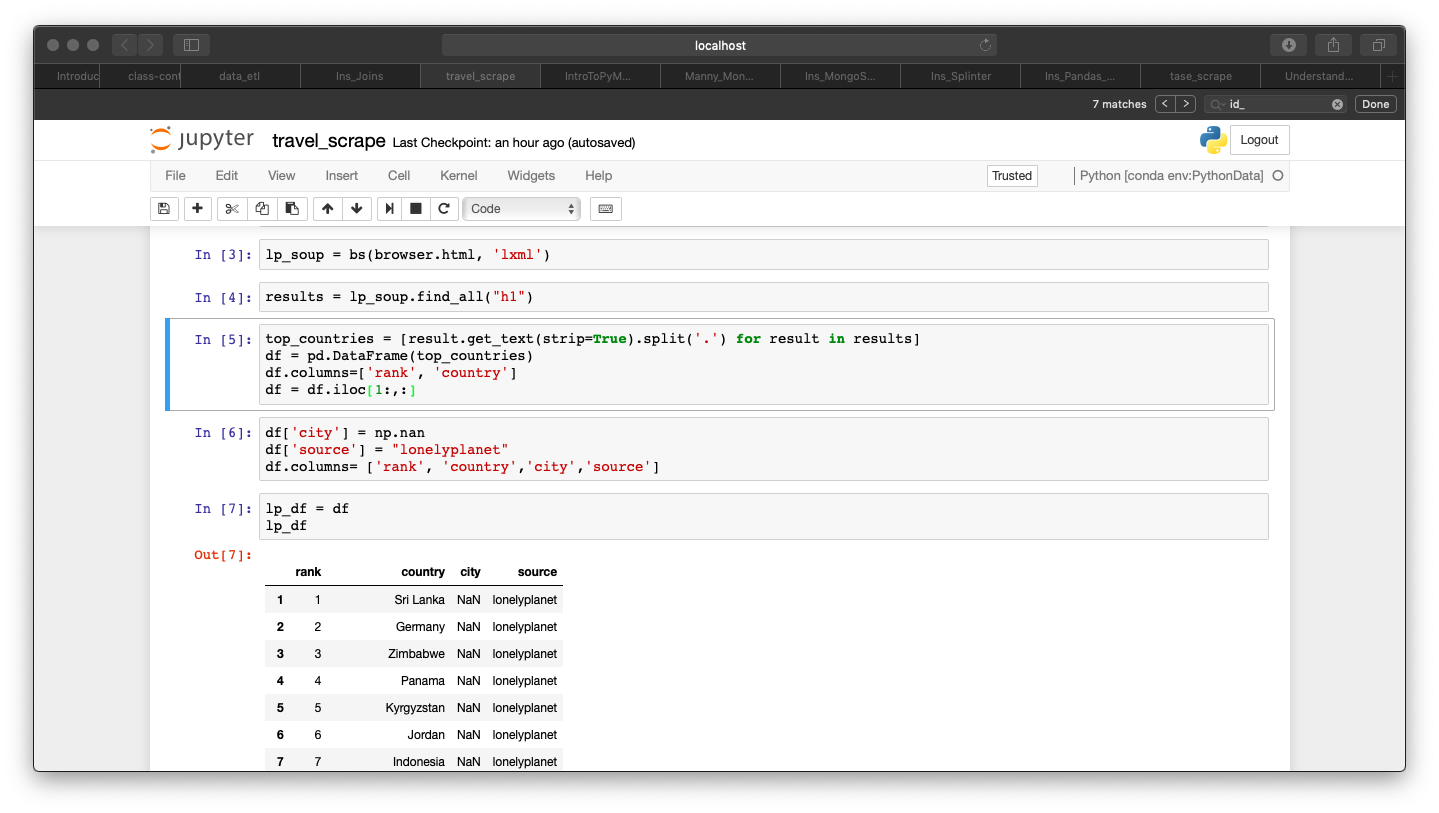 localhost
Introduc class-cont data_etl Ins_Joins travel_scrape IntroToPyM... Manny_Mon... Ins_MongoS... Ins_Splinter Ins_Pandas_... tase_scrape Understand...
7 matches < > id_ Done
jupyter travel_scrape Last Checkpoint: an hour ago (autosaved) Logout
File Edit View Insert Cell Kernel Widgets Help Trusted Python [conda env:PythonData]
Code
In [3]: lp_soup = bs(browser.html, 'lxml')
In [4]: results = lp_soup.find_all("h1")
In [5]: top_countries = [result.get_text(strip=True).split('.') for result in results]
df = pd.DataFrame(top_countries)
df.columns=['rank', 'country']
df = df.iloc[1:,:]
In [6]: df['city'] = np.nan
df['source'] = "lonelyplanet"
df.columns= ['rank', 'country','city','source']
In [7]: lp_df = df
lp_df
Out[7]:
rank country city source
1 1 Sri Lanka NaN lonelyplanet
2 2 Germany NaN lonelyplanet
3 3 Zimbabwe NaN lonelyplanet
4 4 Panama NaN lonelyplanet
5 5 Kyrgyzstan NaN lonelyplanet
6 6 Jordan NaN lonelyplanet
7 7 Indonesia NaN lonelyplanet